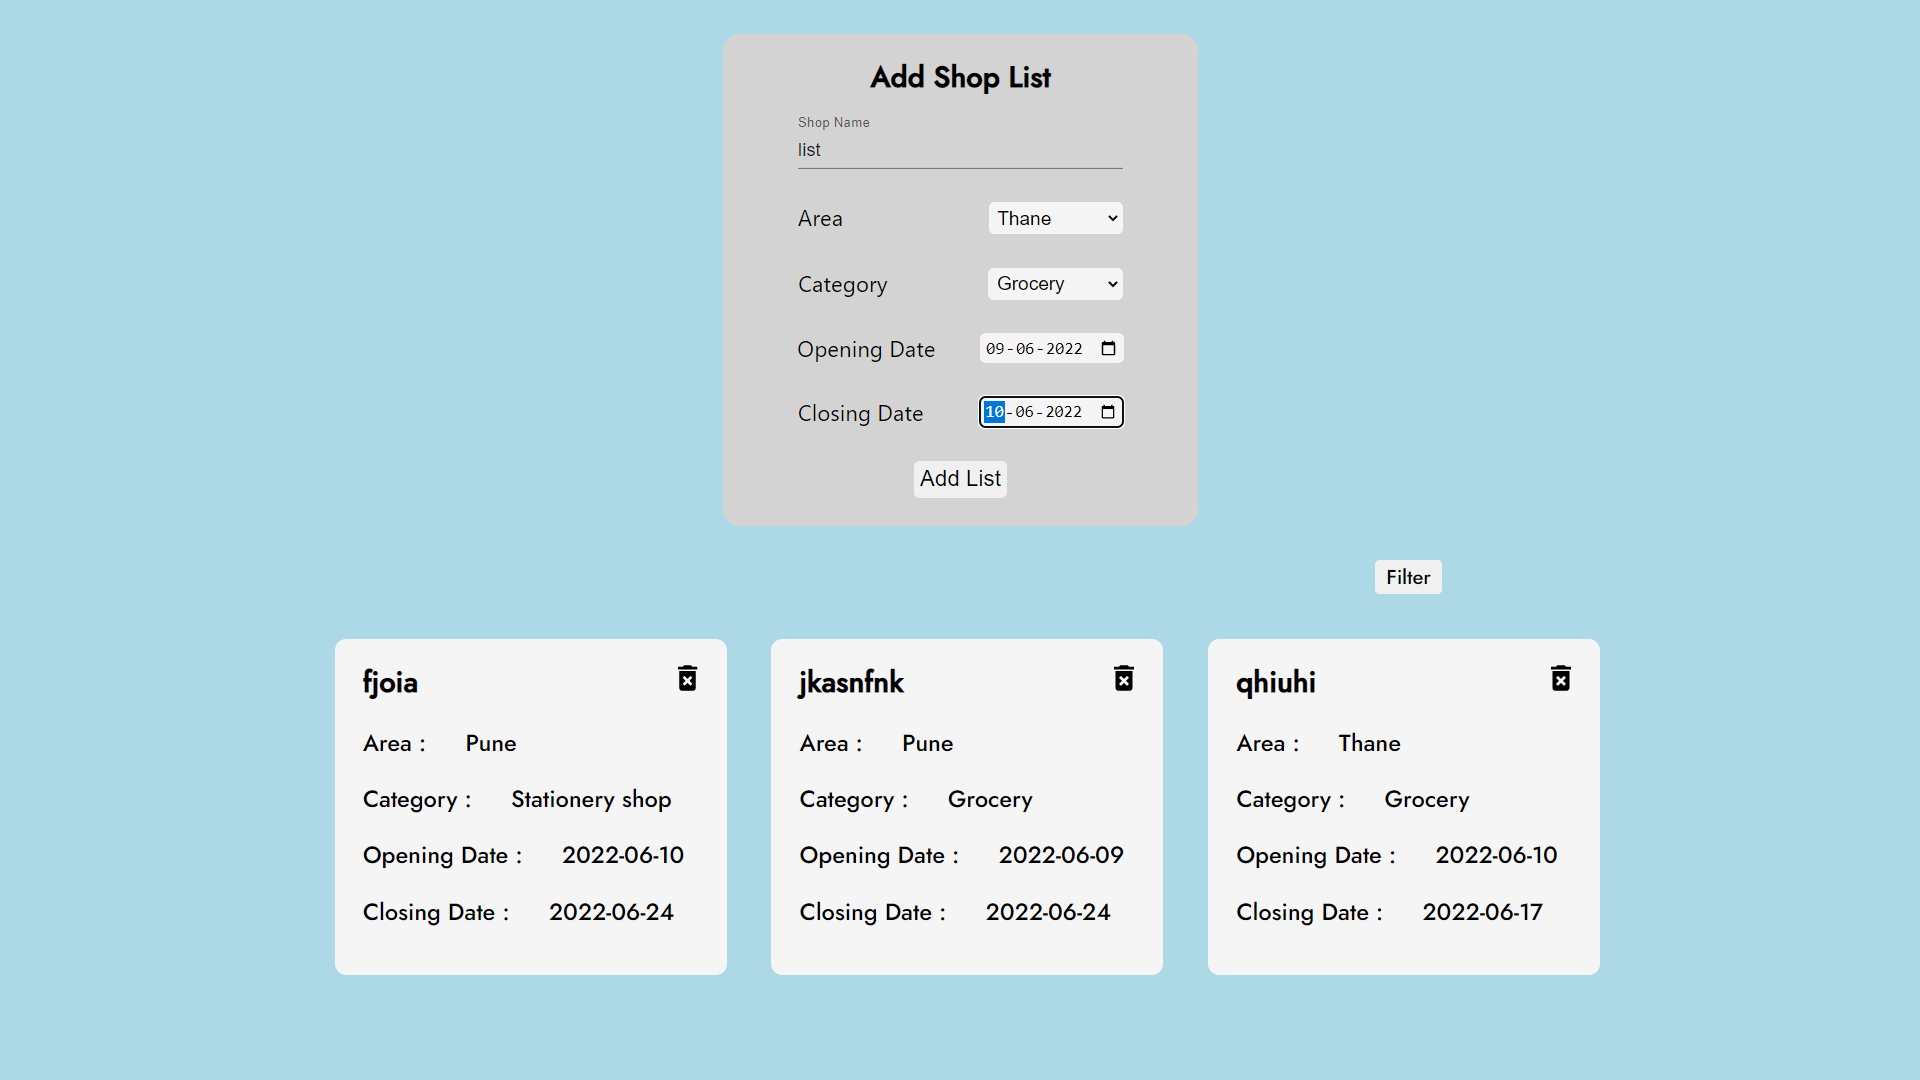 Add Shop List
Shop Name
list
Area Thane
Category Grocery
Opening Date 09-06-2022
Closing Date 10-06-2022
Add List
Filter
fjoia
Area : Pune
Category : Stationery shop
Opening Date : 2022-06-10
Closing Date : 2022-06-24
jkasnfnk
Area : Pune
Category : Grocery
Opening Date : 2022-06-09
Closing Date : 2022-06-24
qhiuhi
Area : Thane
Category : Grocery
Opening Date : 2022-06-10
Closing Date : 2022-06-17